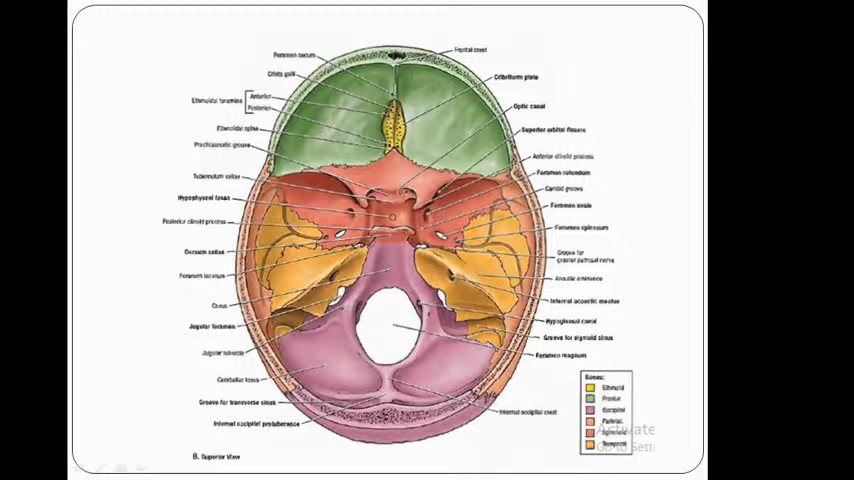 Foramen cecum
Crista galli
Ethmoidal foramina
Anterior
Posterior
Ethmoidal spine
Prechiasmatic groove
Tuberculum sellae
Hypophyseal fossa
Posterior clinoid process
Dorsum sellae
Foramen lacerum
Clivus
Jugular foramen
Jugular tubercle
Cerebellar fossa
Groove for transverse sinus
Internal occipital protuberance
Frontal crest
Cribriform plate
Optic canal
Superior orbital fissure
Anterior clinoid process
Foramen rotundum
Carotid groove
Foramen ovale
Foramen spinosum
Groove for
greater petrosal nerve
Arcuate eminence
Internal acoustic meatus
Hypoglossal canal
Groove for sigmoid sinus
Foramen magnum
Internal occipital crest
Bones:
Ethmoid
Frontal
Occipital
Parietal
Sphenoid
Temporal
Activate
Go to Setti
B. Superior View